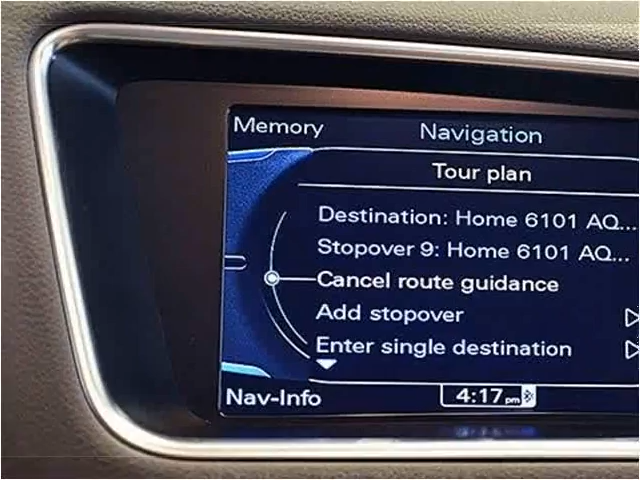 Memory Navigation
Tour plan
Destination: Home 6101 AQ...
Stopover 9: Home 6101 AQ...
Cancel route guidance
Add stopover
Enter single destination
Nav-Info 4:17 pm